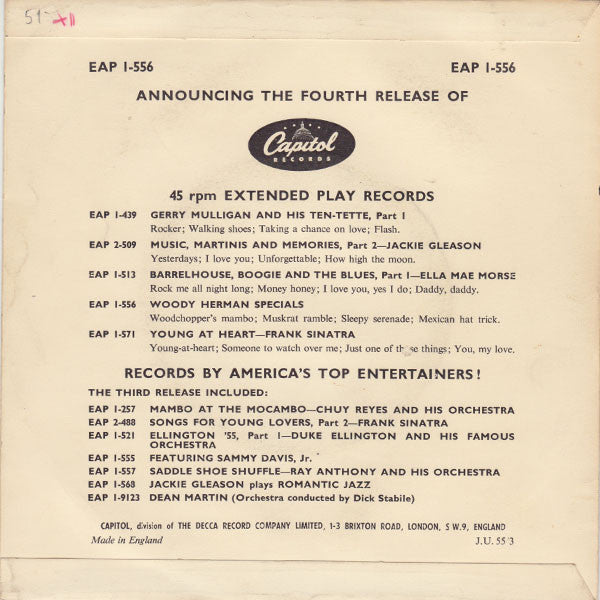 51-XII
EAP 1-556 EAP 1-556
ANNOUNCING THE FOURTH RELEASE OF
Capitol
RECORDS
45 rpm EXTENDED PLAY RECORDS
EAP 1-439 GERRY MULLIGAN AND HIS TEN-TETTE, Part 1
Rocker; Walking shoes; Taking a chance on love; Flash.
EAP 2-509 MUSIC, MARTINIS AND MEMORIES, Part 2—JACKIE GLEASON
Yesterdays; I love you; Unforgettable; How high the moon.
EAP 1-513 BARRELHOUSE, BOOGIE AND THE BLUES, Part 1—ELLA MAE MORSE
Rock me all night long; Money honey; I love you, yes I do; Daddy, daddy.
EAP 1-556 WOODY HERMAN SPECIALS
Woodchopper's mambo; Muskrat ramble; Sleepy serenade; Mexican hat trick.
EAP 1-571 YOUNG AT HEART—FRANK SINATRA
Young-at-heart; Someone to watch over me; Just one of those things; You, my love.
RECORDS BY AMERICA'S TOP ENTERTAINERS!
THE THIRD RELEASE INCLUDED:
EAP 1-257 MAMBO AT THE MOCAMBO—CHUY REYES AND HIS ORCHESTRA
EAP 2-488 SONGS FOR YOUNG LOVERS, Part 2—FRANK SINATRA
EAP 1-521 ELLINGTON '55, Part 1—DUKE ELLINGTON AND HIS FAMOUS
ORCHESTRA
EAP 1-555 FEATURING SAMMY DAVIS, Jr.
EAP 1-557 SADDLE SHOE SHUFFLE—RAY ANTHONY AND HIS ORCHESTRA
EAP 1-568 JACKIE GLEASON plays ROMANTIC JAZZ
EAP 1-9123 DEAN MARTIN (Orchestra conducted by Dick Stabile)
CAPITOL, division of THE DECCA RECORD COMPANY LIMITED, 1-3 BRIXTON ROAD, LONDON, S.W.9, ENGLAND
Made in England J.U. 55/3